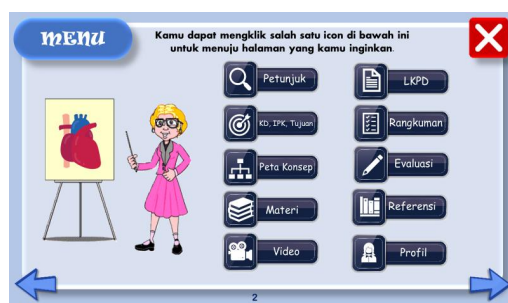 MENU
Kamu dapat mengklik salah satu icon di bawah ini
untuk menuju halaman yang kamu inginkan.
Petunjuk
KD, IPK, Tujuan
Peta Konsep
Materi
Video
LKPD
Rangkuman
Evaluasi
Referensi
Profil
2